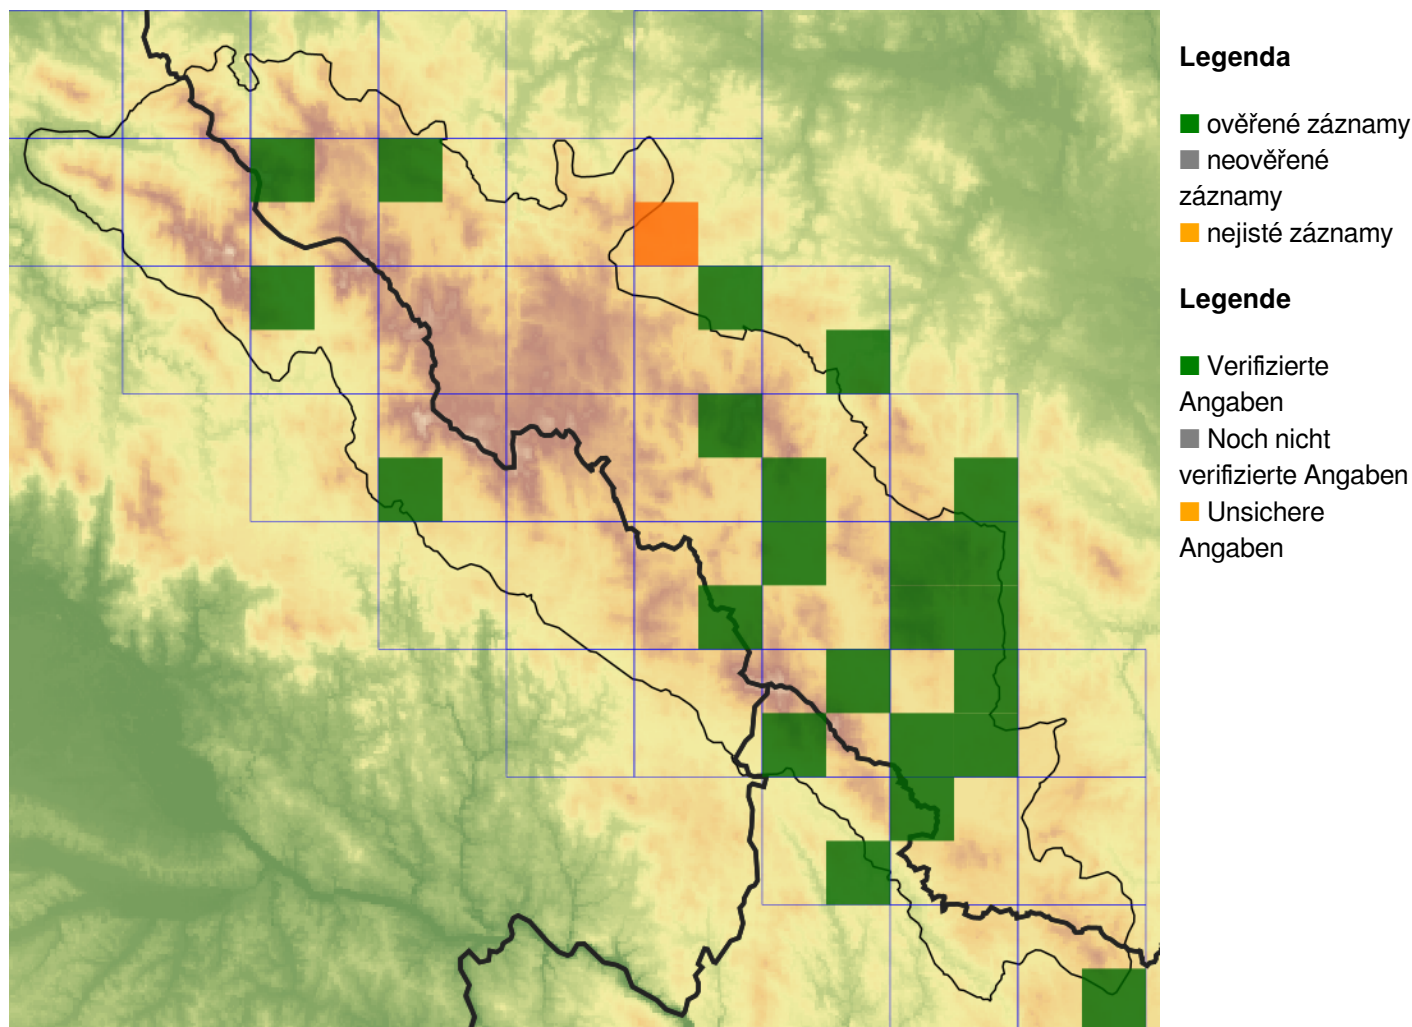 Legenda
ověřené záznamy
neověřené
záznamy
nejisté záznamy
Legende
Verifizierte
Angaben
Noch nicht
verifizierte Angaben
Unsichere
Angaben